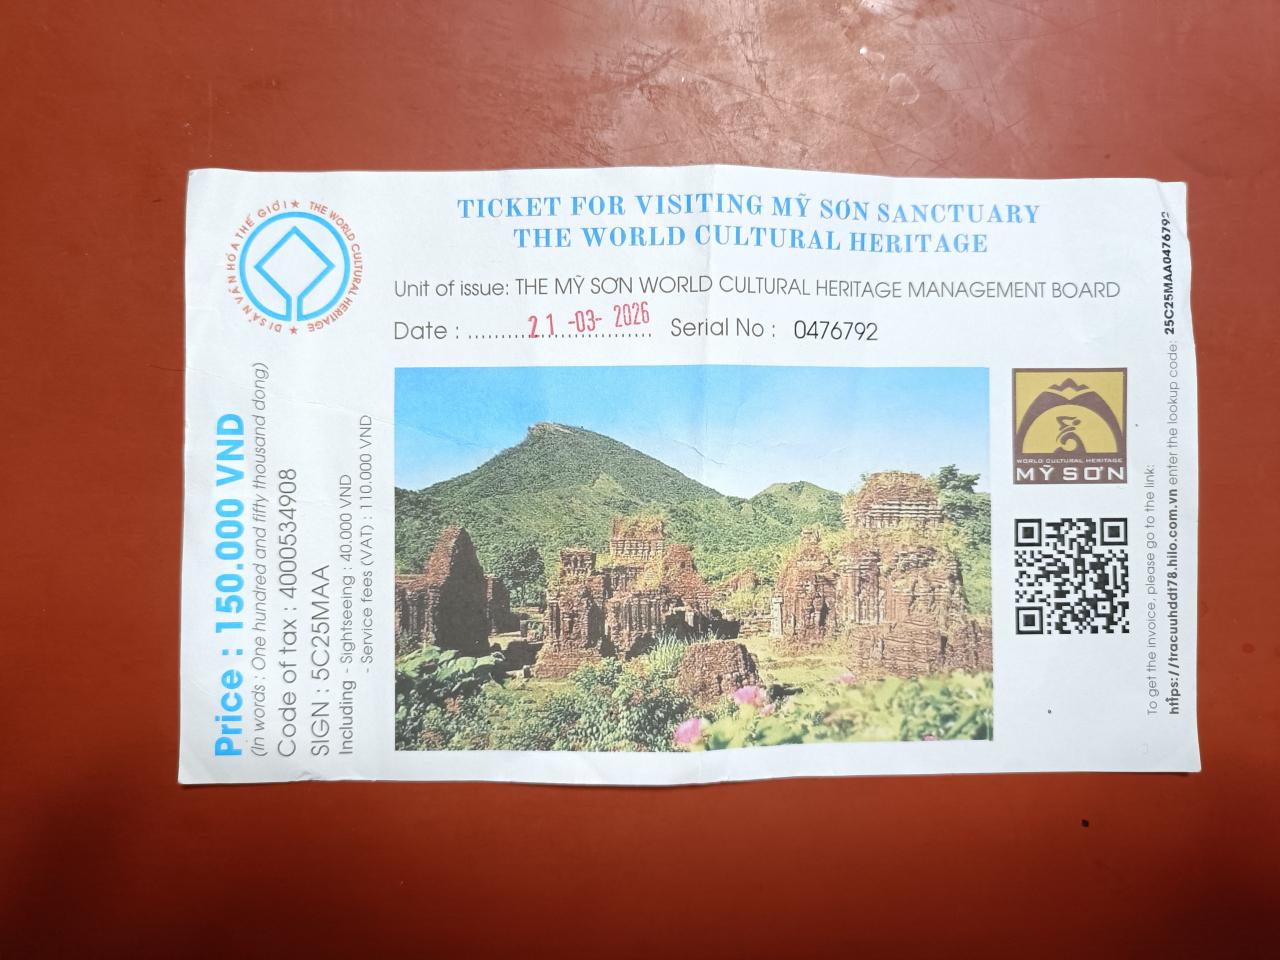 TICKET FOR VISITING MỸ SƠN SANCTUARY
THE WORLD CULTURAL HERITAGE
Unit of issue: THE MỸ SƠN WORLD CULTURAL HERITAGE MANAGEMENT BOARD
Date : .............................. 21 -03- 2026 Serial No : 0476792
DI SẢN VĂN HÓA THẾ GIỚI ★ THE WORLD CULTURAL HERITAGE ★
Price : 150.000 VND
(In words : One hundred and fifty thousand dong)
Code of tax : 4000534908
SIGN : 5C25MAA
Including - Sightseeing : 40.000 VND
- Service fees (VAT) : 110.000 VND
WORLD CULTURAL HERITAGE
MỸ SƠN
To get the invoice, please go to the link:
https://tracuuhddt78.hilo.com.vn enter the lookup code: 25C25MAA0476792